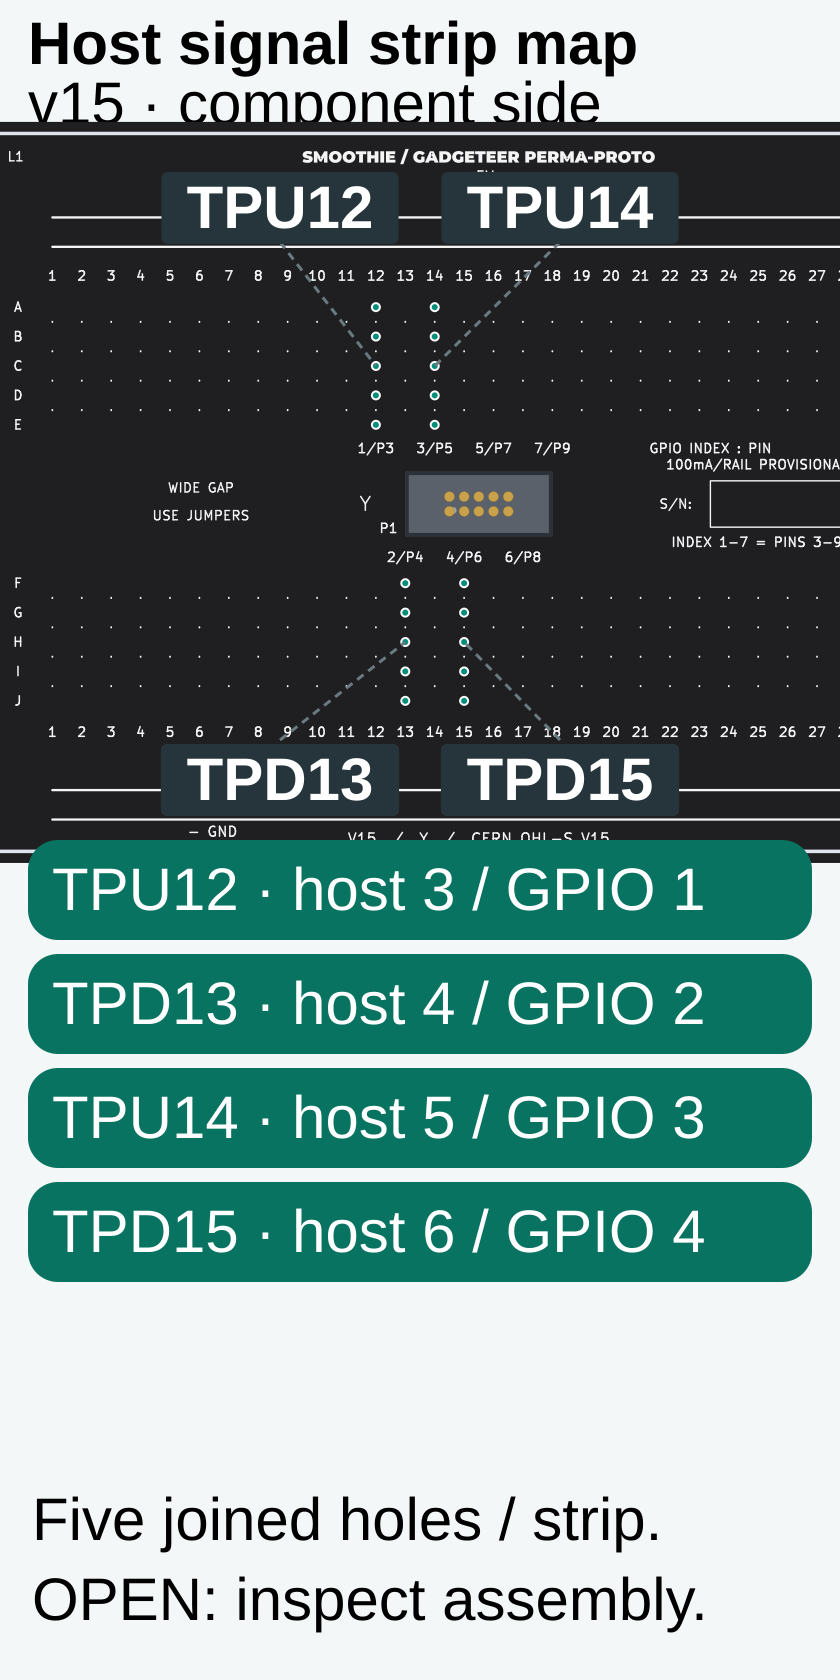 Host signal strip map
v15 · component side
L1
SMOOTHIE / GADGETEER PERMA-PROTO
TPU12 TPU14
1 2 3 4 5 6 7 8 9 10 11 12 13 14 15 16 17 18 19 20 21 22 23 24 25 26 27
A
B
C
D
E
1/P3 3/P5 5/P7 7/P9
GPIO INDEX : PIN
100mA/RAIL PROVISIONA
WIDE GAP
USE JUMPERS
Y
P1
S/N:
INDEX 1-7 = PINS 3-9
2/P4 4/P6 6/P8
F
G
H
I
J
1 2 3 4 5 6 7 8 9 10 11 12 13 14 15 16 17 18 19 20 21 22 23 24 25 26 27
TPD13 TPD15
- GND
V15 / Y / CERN OHL-S V15
TPU12 · host 3 / GPIO 1
TPD13 · host 4 / GPIO 2
TPU14 · host 5 / GPIO 3
TPD15 · host 6 / GPIO 4
Five joined holes / strip.
OPEN: inspect assembly.